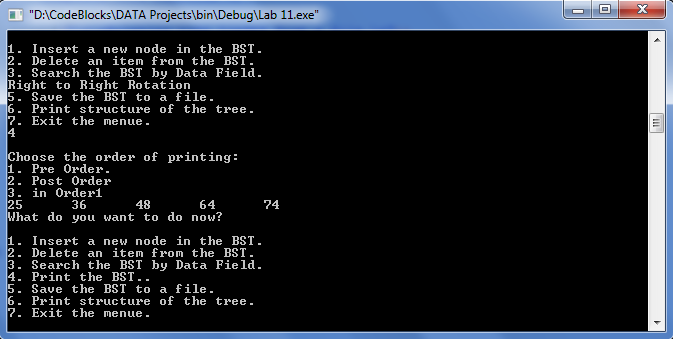 "D:\CodeBlocks\DATA Projects\bin\Debug\Lab 11.exe"
1. Insert a new node in the BST.
2. Delete an item from the BST.
3. Search the BST by Data Field.
Right to Right Rotation
5. Save the BST to a file.
6. Print structure of the tree.
7. Exit the menue.
4
Choose the order of printing:
1. Pre Order.
2. Post Order
3. in Order1
25 36 48 64 74
What do you want to do now?
1. Insert a new node in the BST.
2. Delete an item from the BST.
3. Search the BST by Data Field.
4. Print the BST..
5. Save the BST to a file.
6. Print structure of the tree.
7. Exit the menue.